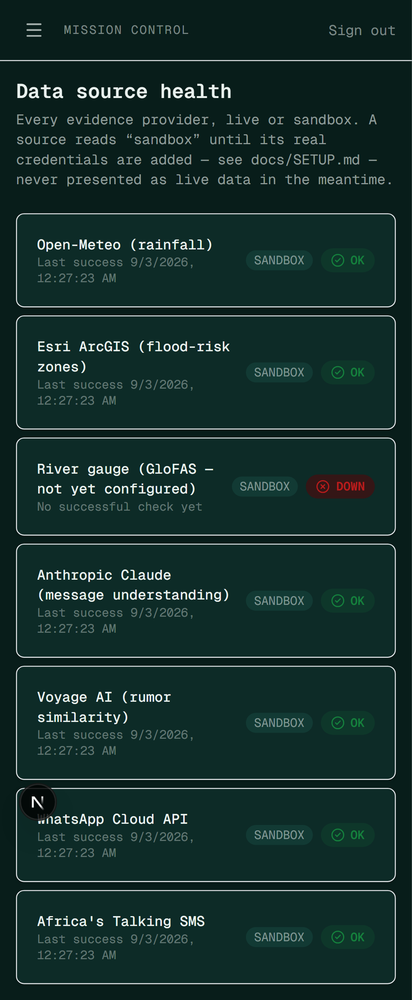 MISSION CONTROL
Sign out
Data source health
Every evidence provider, live or sandbox. A
source reads “sandbox” until its real
credentials are added — see docs/SETUP.md —
never presented as live data in the meantime.
Open-Meteo (rainfall)
Last success 9/3/2026,
12:27:23 AM
SANDBOX
OK
Esri ArcGIS (flood-risk
zones)
Last success 9/3/2026,
12:27:23 AM
SANDBOX
OK
River gauge (GloFAS —
not yet configured)
No successful check yet
SANDBOX
DOWN
Anthropic Claude
(message understanding)
Last success 9/3/2026,
12:27:23 AM
SANDBOX
OK
Voyage AI (rumor
similarity)
Last success 9/3/2026,
12:27:23 AM
SANDBOX
OK
N
WhatsApp Cloud API
Last success 9/3/2026,
12:27:23 AM
SANDBOX
OK
Africa's Talking SMS
Last success 9/3/2026,
12:27:23 AM
SANDBOX
OK